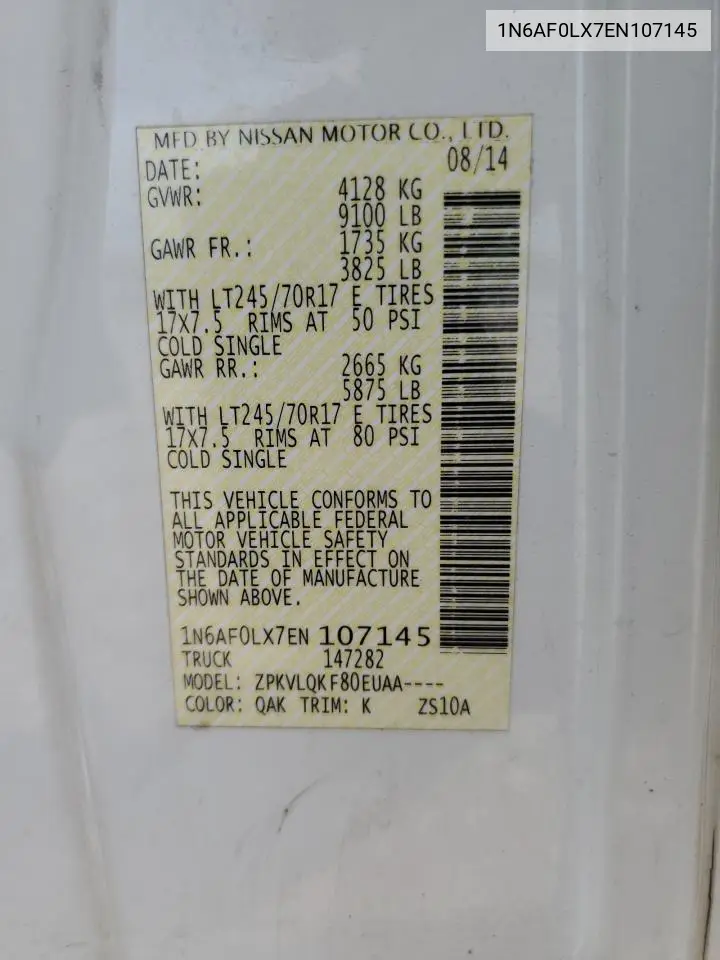 1N6AF0LX7EN107145
MFD BY NISSAN MOTOR CO., LTD.
DATE: 08/14
GVWR: 4128 KG
9100 LB
GAWR FR.: 1735 KG
3825 LB
WITH LT245/70R17 E TIRES
17X7.5 RIMS AT 50 PSI
COLD SINGLE
GAWR RR.: 2665 KG
5875 LB
WITH LT245/70R17 E TIRES
17X7.5 RIMS AT 80 PSI
COLD SINGLE
THIS VEHICLE CONFORMS TO
ALL APPLICABLE FEDERAL
MOTOR VEHICLE SAFETY
STANDARDS IN EFFECT ON
THE DATE OF MANUFACTURE
SHOWN ABOVE.
1N6AF0LX7EN 107145
TRUCK 147282
MODEL: ZPKVLQKF80EUAA----
COLOR: QAK TRIM: K ZS10A